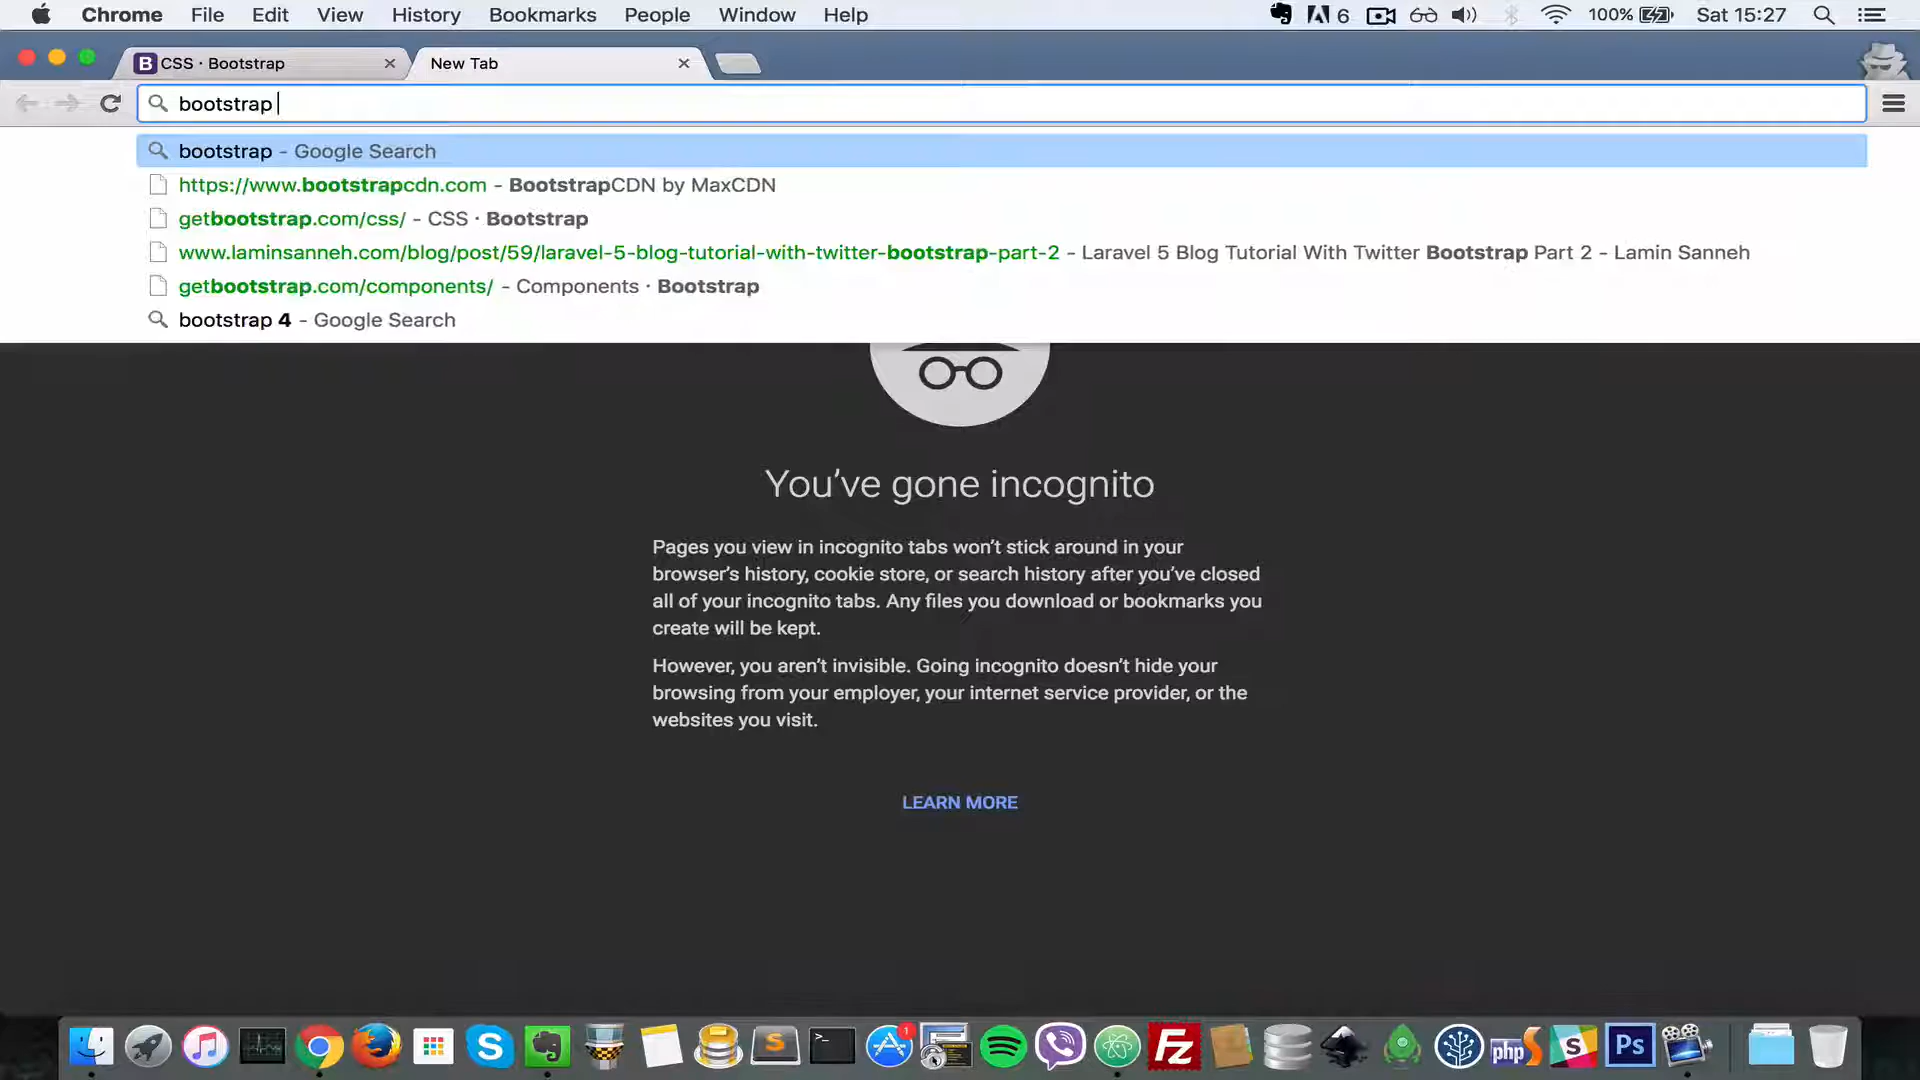 Chrome File Edit View History Bookmarks People Window Help 6 100% Sat 15:27
B CSS · Bootstrap New Tab
bootstrap
bootstrap - Google Search
https://www.bootstrapcdn.com - BootstrapCDN by MaxCDN
getbootstrap.com/css/ - CSS · Bootstrap
www.laminsanneh.com/blog/post/59/laravel-5-blog-tutorial-with-twitter-bootstrap-part-2 - Laravel 5 Blog Tutorial With Twitter Bootstrap Part 2 - Lamin Sanneh
getbootstrap.com/components/ - Components · Bootstrap
bootstrap 4 - Google Search
You've gone incognito
Pages you view in incognito tabs won't stick around in your
browser's history, cookie store, or search history after you've closed
all of your incognito tabs. Any files you download or bookmarks you
create will be kept.
However, you aren't invisible. Going incognito doesn't hide your
browsing from your employer, your internet service provider, or the
websites you visit.
LEARN MORE
S S >_ 1 Fz php S Ps